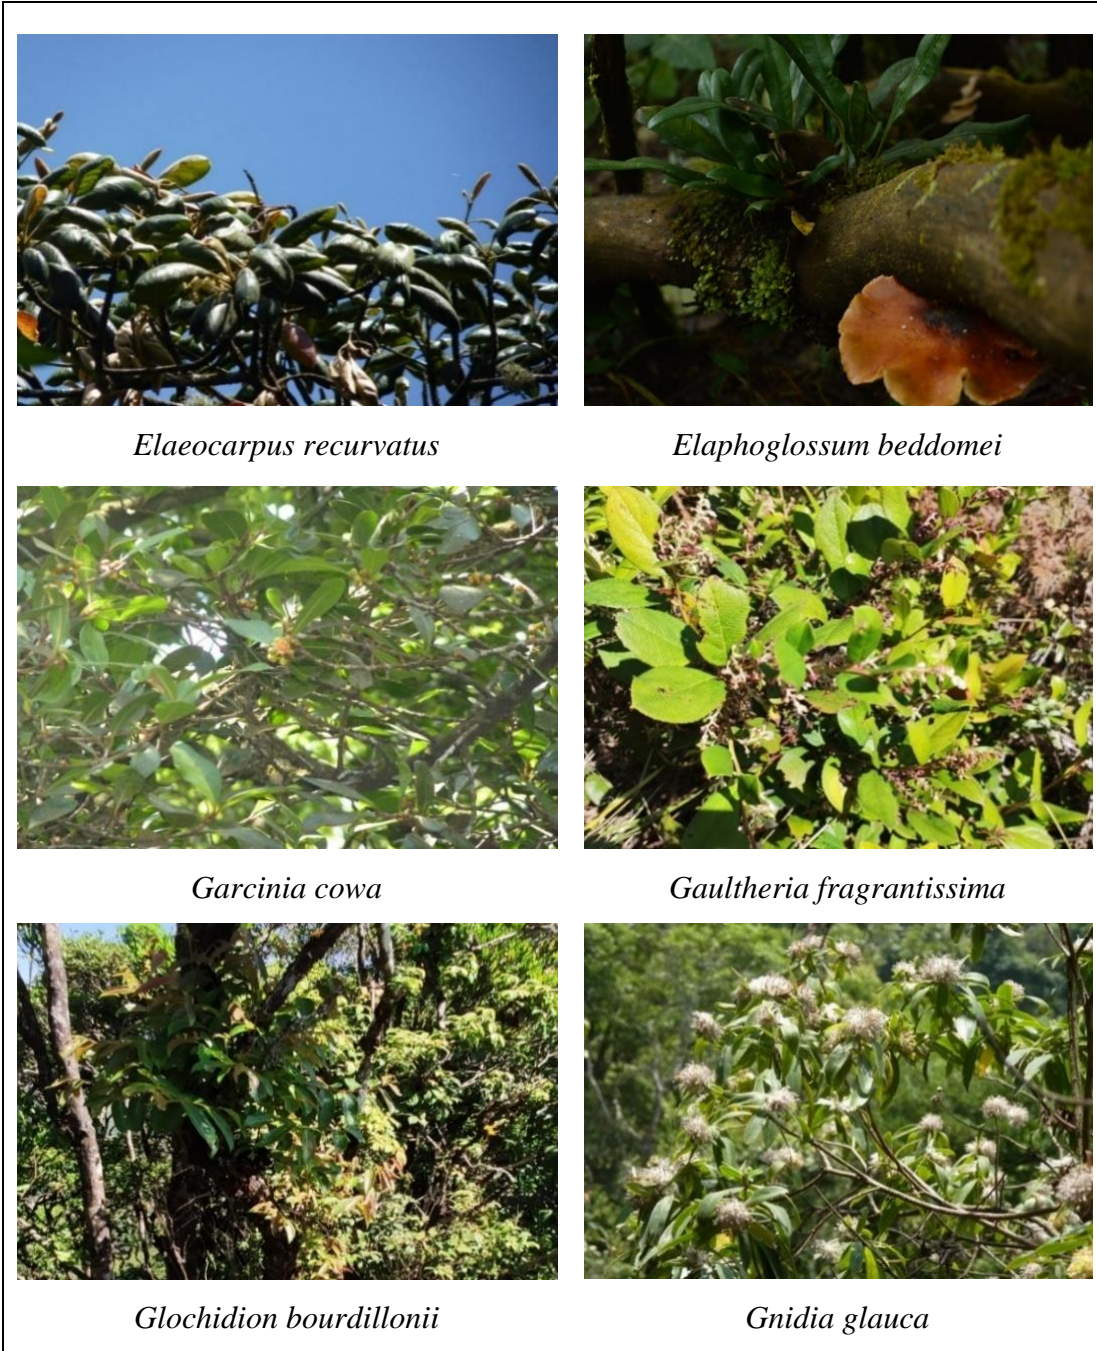 Elaeocarpus recurvatus
Elaphoglossum beddomei
Garcinia cowa
Gaultheria fragrantissima
Glochidion bourdillonii
Gnidia glauca